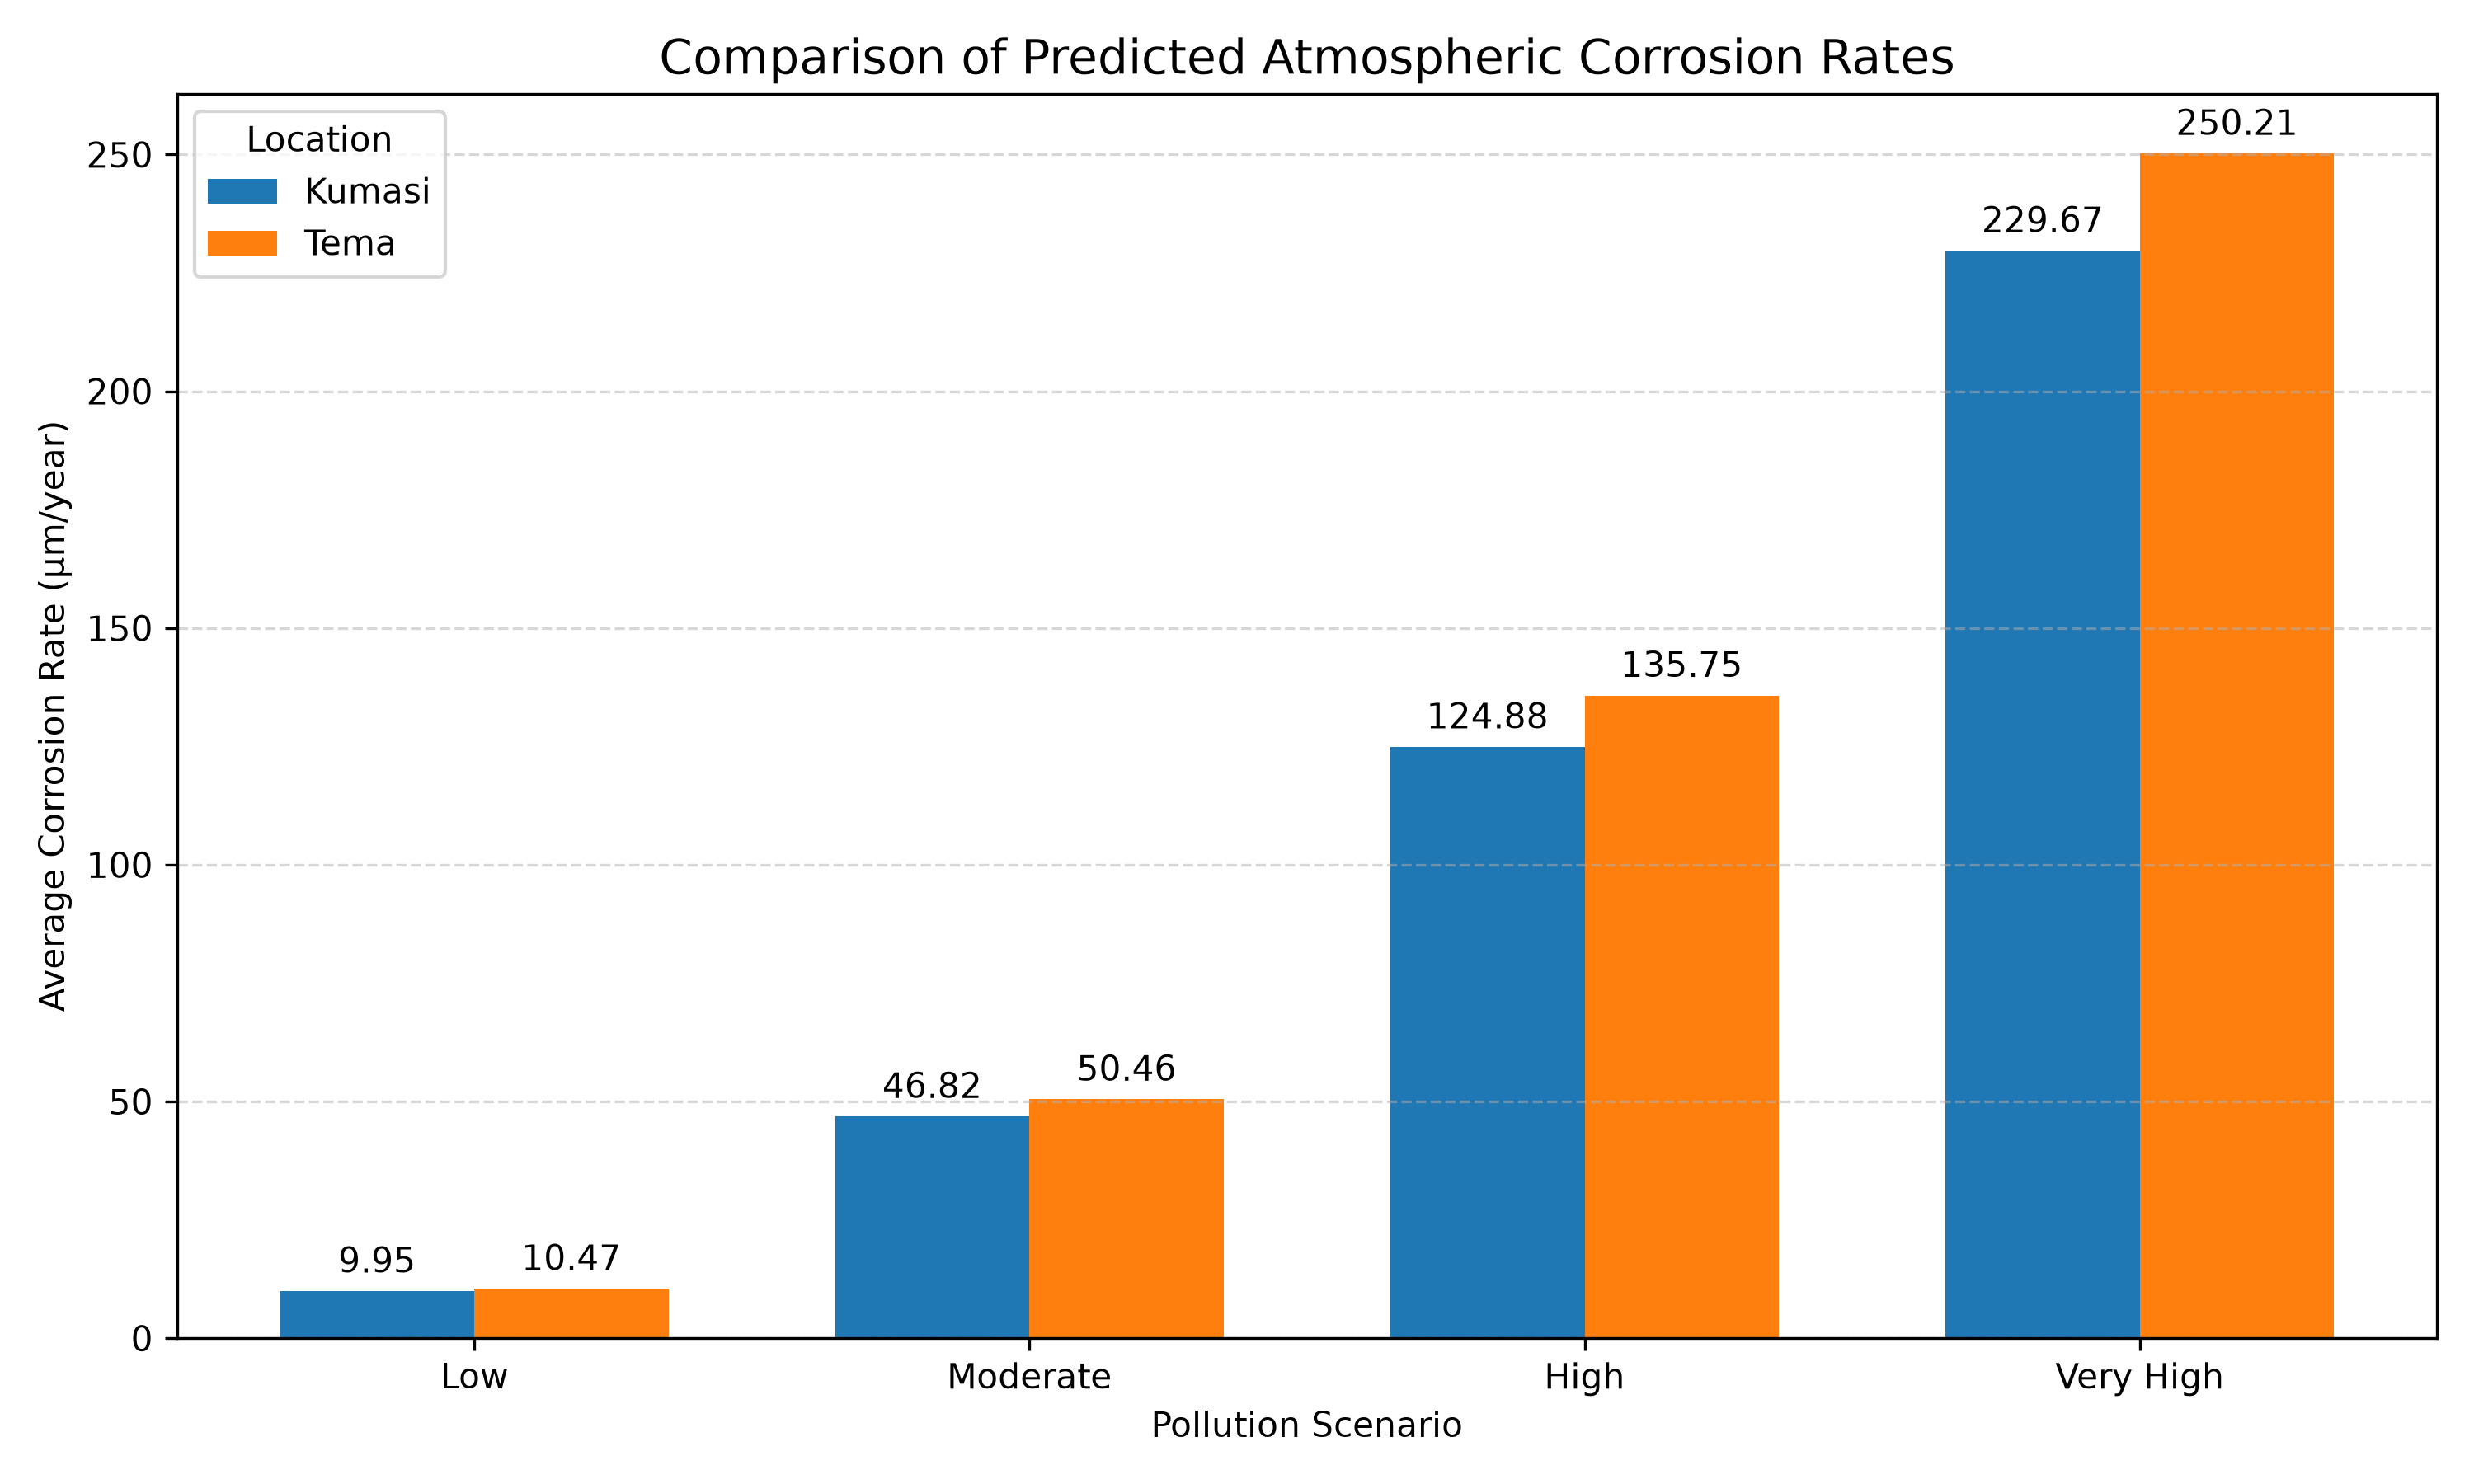 Comparison of Predicted Atmospheric Corrosion Rates
Location
Kumasi
Tema
Average Corrosion Rate (µm/year)
250
200
150
100
50
0
9.95
10.47
46.82
50.46
124.88
135.75
229.67
250.21
Low
Moderate
High
Very High
Pollution Scenario